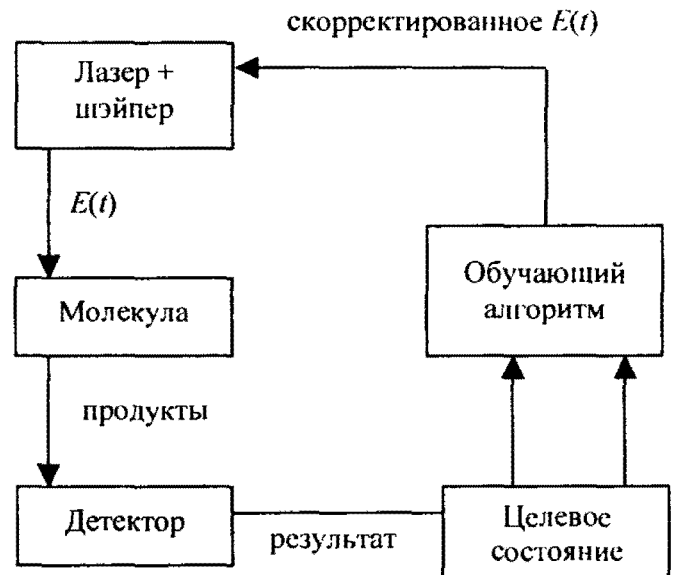 скорректированное E(t)
Лазер +
шэйпер
E(t)
Молекула
Обучающий
алгоритм
продукты
Детектор
результат
Целевое
состояние